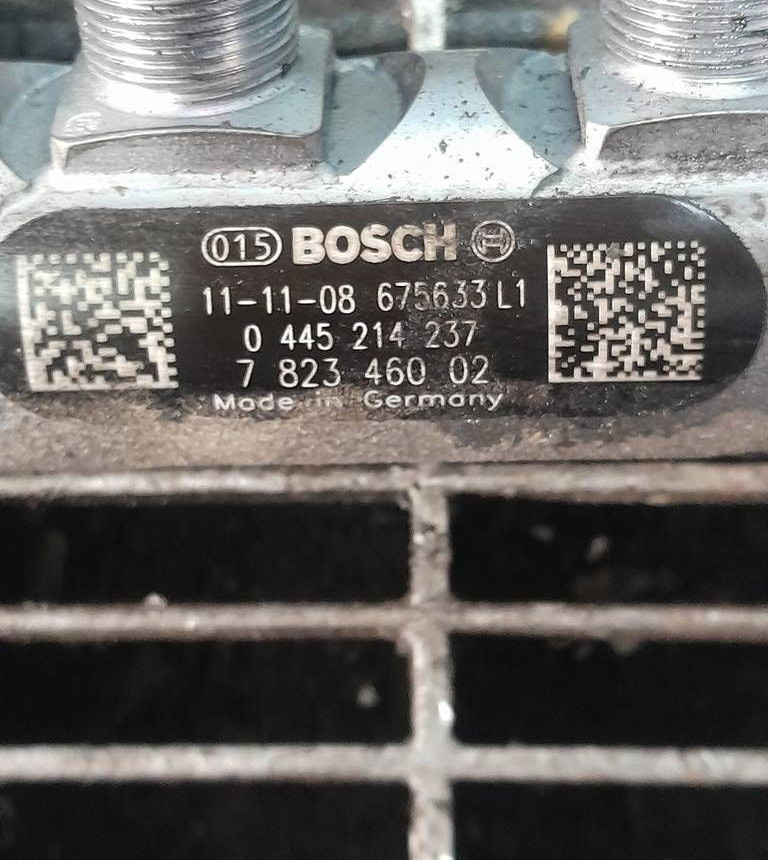 015 BOSCH
11-11-08 675633 L1
0 445 214 237
7 823 460 02
Made in Germany